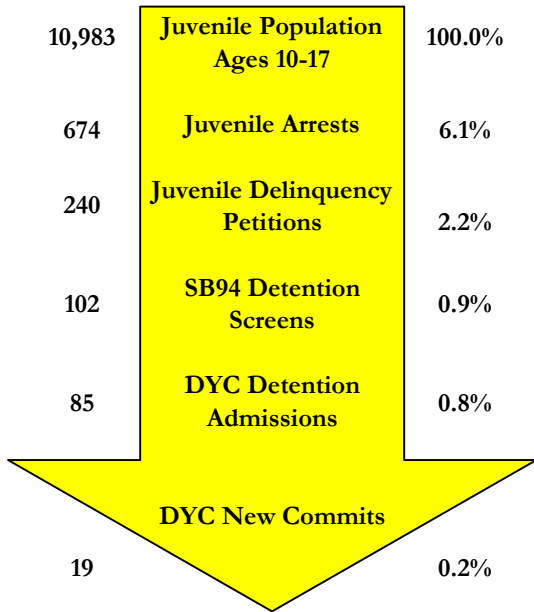 10,983 Juvenile Population 100.0%
Ages 10-17
674 Juvenile Arrests 6.1%
240 Juvenile Delinquency
Petitions 2.2%
102 SB94 Detention 0.9%
Screens
85 DYC Detention 0.8%
Admissions
DYC New Commits
19 0.2%